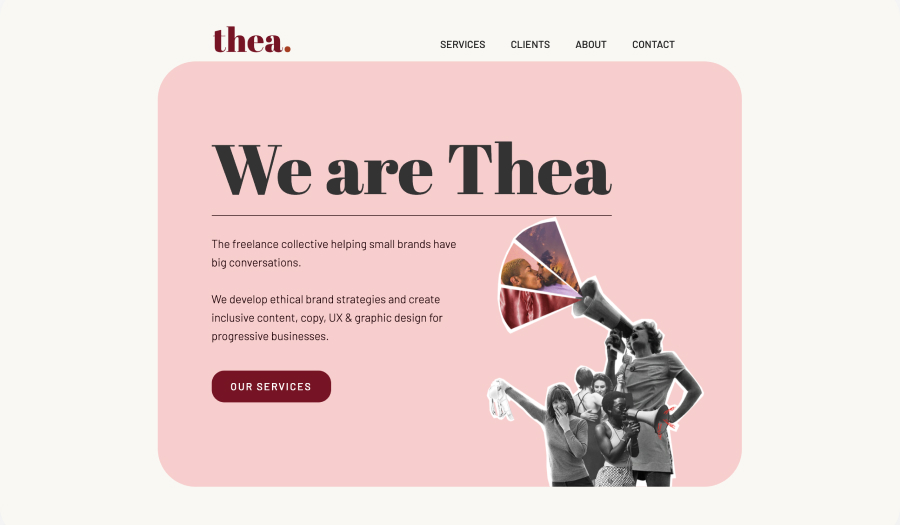 thea.
SERVICES CLIENTS ABOUT CONTACT
We are Thea
The freelance collective helping small brands have
big conversations.
We develop ethical brand strategies and create
inclusive content, copy, UX & graphic design for
progressive businesses.
OUR SERVICES